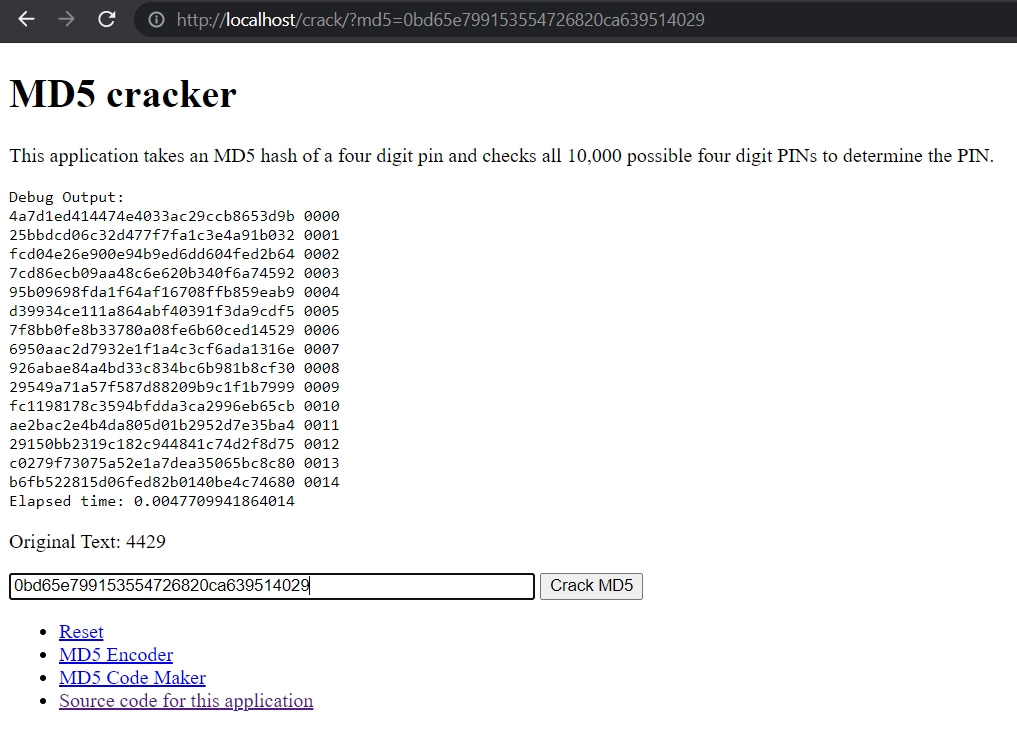 http://localhost/crack/?md5=0bd65e799153554726820ca639514029
MD5 cracker
This application takes an MD5 hash of a four digit pin and checks all 10,000 possible four digit PINs to determine the PIN.
Debug Output:
4a7d1ed414474e4033ac29ccb8653d9b 0000
25bbdcd06c32d477f7fa1c3e4a91b032 0001
fcd04e26e900e94b9ed6dd604fed2b64 0002
7cd86ecb09aa48c6e620b340f6a74592 0003
95b09698fda1f64af16708ffb859eab9 0004
d39934ce111a864abf40391f3da9cdf5 0005
7f8bb0fe8b33780a08fe6b60ced14529 0006
6950aac2d7932e1f1a4c3cf6ada1316e 0007
926abae84a4bd33c834bc6b981b8cf30 0008
29549a71a57f587d88209b9c1f1b7999 0009
fc1198178c3594bfdda3ca2996eb65cb 0010
ae2bac2e4b4da805d01b2952d7e35ba4 0011
29150bb2319c182c944841c74d2f8d75 0012
c0279f73075a52e1a7dea35065bc8c80 0013
b6fb522815d06fed82b0140be4c74680 0014
Elapsed time: 0.0047709941864014
Original Text: 4429
0bd65e799153554726820ca639514029 Crack MD5
Reset
MD5 Encoder
MD5 Code Maker
Source code for this application